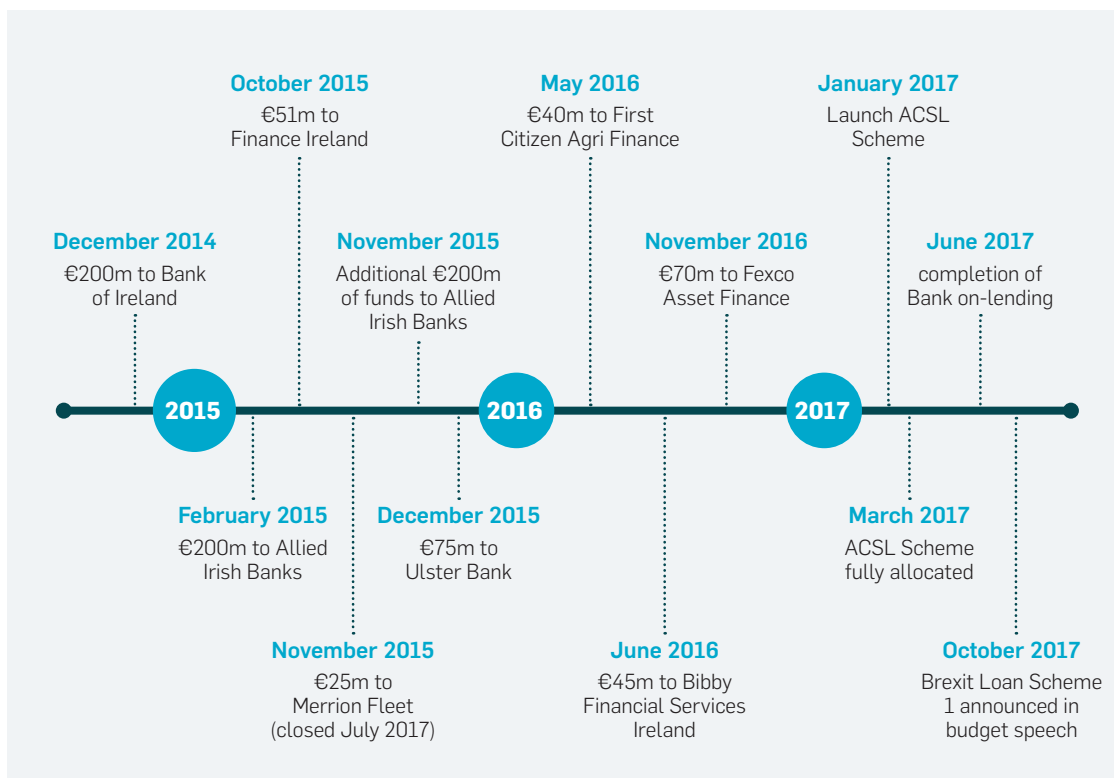 October 2015
€51m to
Finance Ireland
May 2016
€40m to First
Citizen Agri Finance
January 2017
Launch ACSL
Scheme
December 2014
€200m to Bank
of Ireland
November 2015
Additional €200m
of funds to Allied
Irish Banks
November 2016
€70m to Fexco
Asset Finance
June 2017
completion of
Bank on-lending
2015
2016
2017
February 2015
€200m to Allied
Irish Banks
December 2015
€75m to
Ulster Bank
March 2017
ACSL Scheme
fully allocated
November 2015
€25m to
Merrion Fleet
(closed July 2017)
June 2016
€45m to Bibby
Financial Services
Ireland
October 2017
Brexit Loan Scheme
1 announced in
budget speech